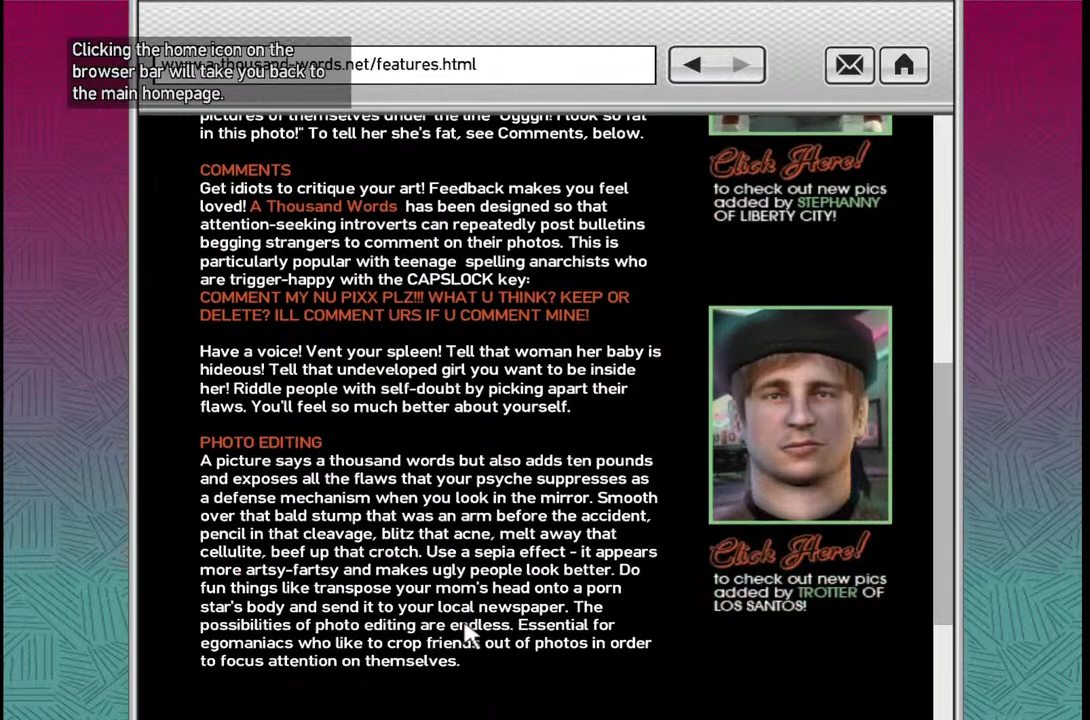 Clicking the home icon on the
browser bar will take you back to
the main homepage.
www.a-thousand-words.net/features.html
pictures of themselves under the line "Ugggh! I look so fat
in this photo!" To tell her she's fat, see Comments, below.
COMMENTS
Get idiots to critique your art! Feedback makes you feel
loved! A Thousand Words has been designed so that
attention-seeking introverts can repeatedly post bulletins
begging strangers to comment on their photos. This is
particularly popular with teenage spelling anarchists who
are trigger-happy with the CAPSLOCK key:
COMMENT MY NU PIXX PLZ!!! WHAT U THINK? KEEP OR
DELETE? ILL COMMENT URS IF U COMMENT MINE!
Have a voice! Vent your spleen! Tell that woman her baby is
hideous! Tell that undeveloped girl you want to be inside
her! Riddle people with self-doubt by picking apart their
flaws. You'll feel so much better about yourself.
PHOTO EDITING
A picture says a thousand words but also adds ten pounds
and exposes all the flaws that your psyche suppresses as
a defense mechanism when you look in the mirror. Smooth
over that bald stump that was an arm before the accident,
pencil in that cleavage, blitz that acne, melt away that
cellulite, beef up that crotch. Use a sepia effect - it appears
more artsy-fartsy and makes ugly people look better. Do
fun things like transpose your mom's head onto a porn
star's body and send it to your local newspaper. The
possibilities of photo editing are endless. Essential for
egomaniacs who like to crop friends out of photos in order
to focus attention on themselves.
Click Here!
to check out new pics
added by STEPHANNY
OF LIBERTY CITY!
Click Here!
to check out new pics
added by TROTTER OF
LOS SANTOS!